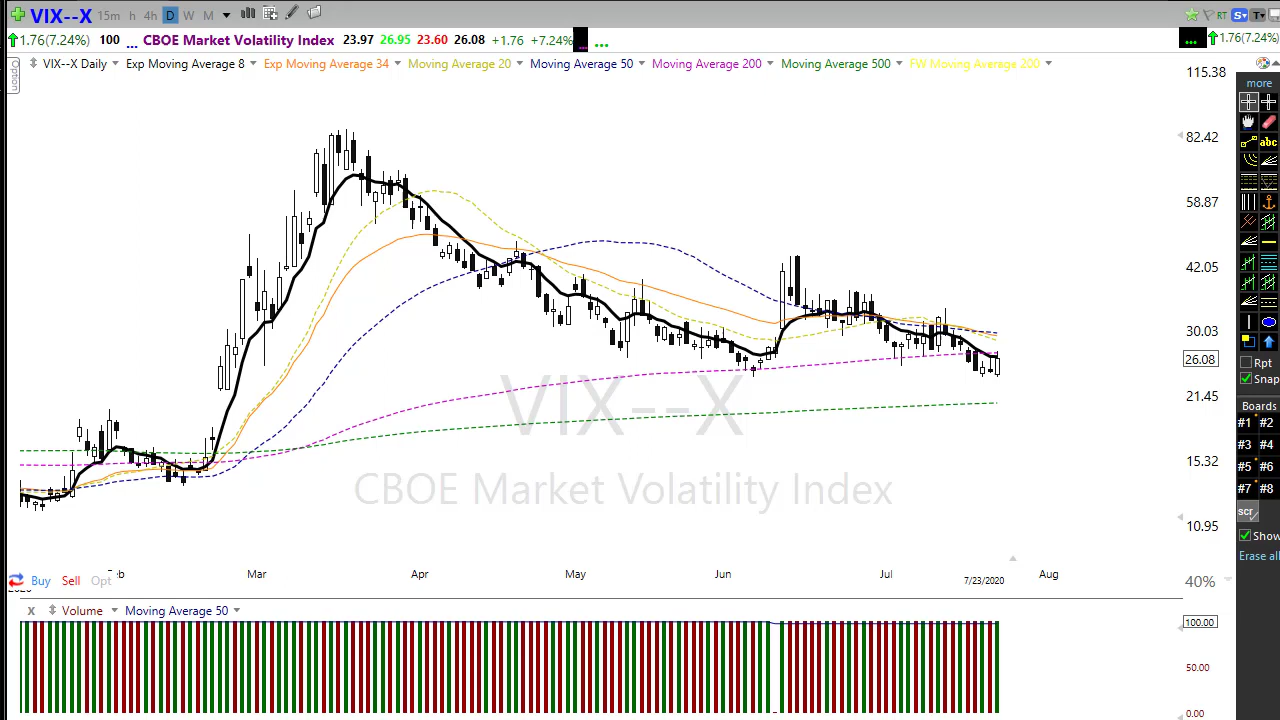 VIX--X 15m h 4h D W M RT S T
1.76(7.24%) 100 ... CBOE Market Volatility Index 23.97 26.95 23.60 26.08 +1.76 +7.24% ... ... ... 1.76(7.24%)
Option
VIX--X Daily Exp Moving Average 8 Exp Moving Average 34 Moving Average 20 Moving Average 50 Moving Average 200 Moving Average 500 FW Moving Average 200
115.38
more
82.42
abc
58.87
42.05
30.03
26.08
Rpt
Snap
21.45
VIX--X
Boards
#1 #2
#3 #4
15.32
#5 #6
CBOE Market Volatility Index
#7 #8
scr
10.95
Show
Erase all
Mar Apr May Jun Jul 7/23/2020 Aug
Buy Sell Opt
40%
X Volume Moving Average 50
100.00
50.00
0.00